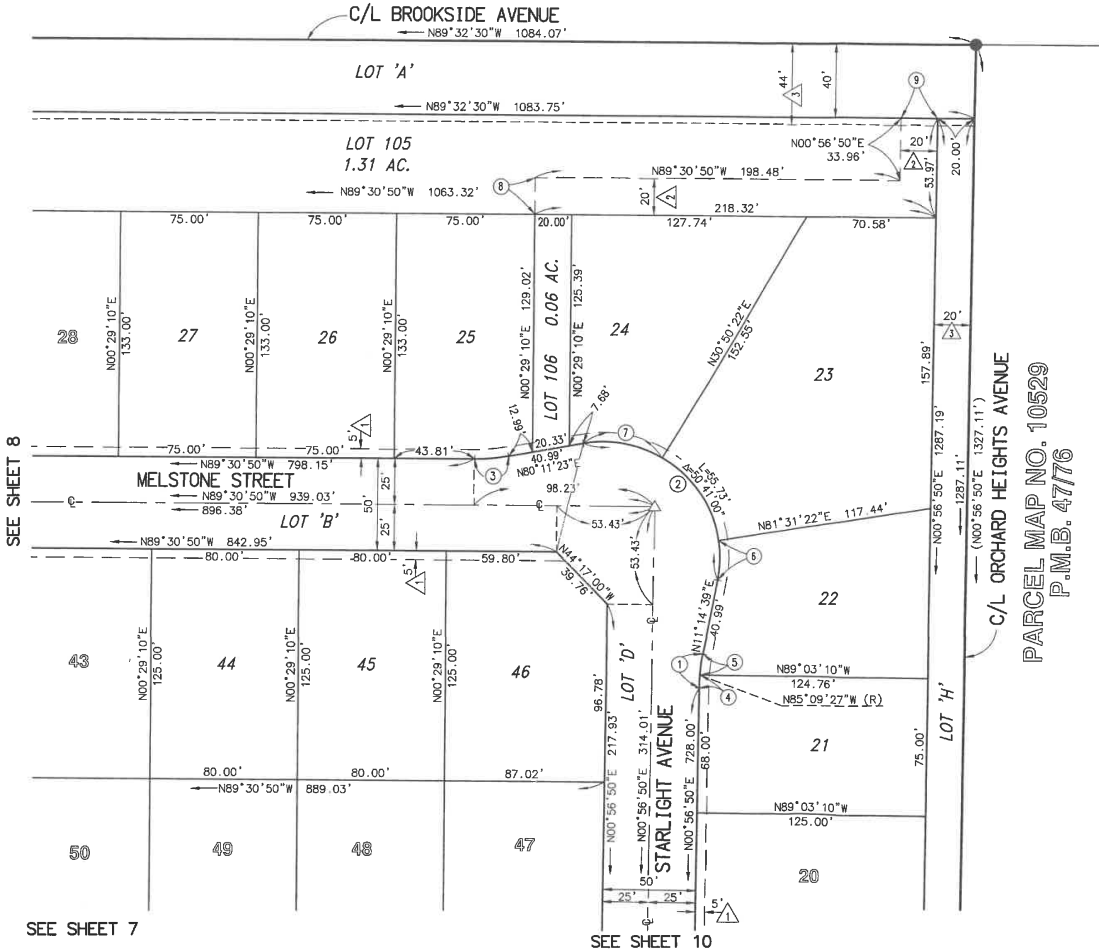 C/L BROOKSIDE AVENUE
N89°32'30"W 1084.07'
LOT 'A'
44'
3
40'
9
N89°32'30"W 1083.75'
LOT 105
1.31 AC.
N00°56'50"E
33.96'
20'
2
53.97'
20.00'
N89°30'50"W 198.48'
8
N89°30'50"W 1063.32'
20'
2
218.32'
75.00'
75.00'
75.00'
20.00'
127.74'
70.58'
28
N00°29'10"E
133.00'
27
N00°29'10"E
133.00'
26
N00°29'10"E
133.00'
25
N00°29'10"E 129.02'
LOT 106 0.06 AC.
N00°29'10"E 125.39'
24
N30°50'22"E
152.55'
23
157.89'
20'
3
N00°56'50"E 1287.19'
1287.11'
(N00°56'50"E 1327.11')
C/L ORCHARD HEIGHTS AVENUE
PARCEL MAP NO. 10529
P.M.B. 47/76
SEE SHEET 8
5'
1
75.00'
75.00'
43.81'
12.66'
20.33'
7.68'
7
40.99'
N80°11'23"E
3
N89°30'50"W 798.15'
MELSTONE STREET
50'
25'
25'
N89°30'50"W 939.03'
896.38'
LOT 'B'
98.23'
53.43'
53.43'
L=55.73'
Δ=50°41'00"
2
N81°31'22"E 117.44'
6
N89°30'50"W 842.95'
80.00'
80.00'
59.80'
5'
1
N44°17'00"W
39.76'
N11°14'39"E
40.99'
22
43
N00°29'10"E
125.00'
44
N00°29'10"E
125.00'
45
N00°29'10"E
125.00'
46
96.78'
LOT 'D'
1
5
4
N89°03'10"W
124.76'
N85°09'27"W (R)
LOT 'H'
21
75.00'
80.00'
80.00'
87.02'
N89°30'50"W 889.03'
N00°56'50"E 217.93'
N00°56'50"E 314.01'
STARLIGHT AVENUE
N00°56'50"E 728.00'
68.00'
N89°03'10"W
125.00'
50
49
48
47
20
50'
25'
25'
5'
1
SEE SHEET 7
SEE SHEET 10